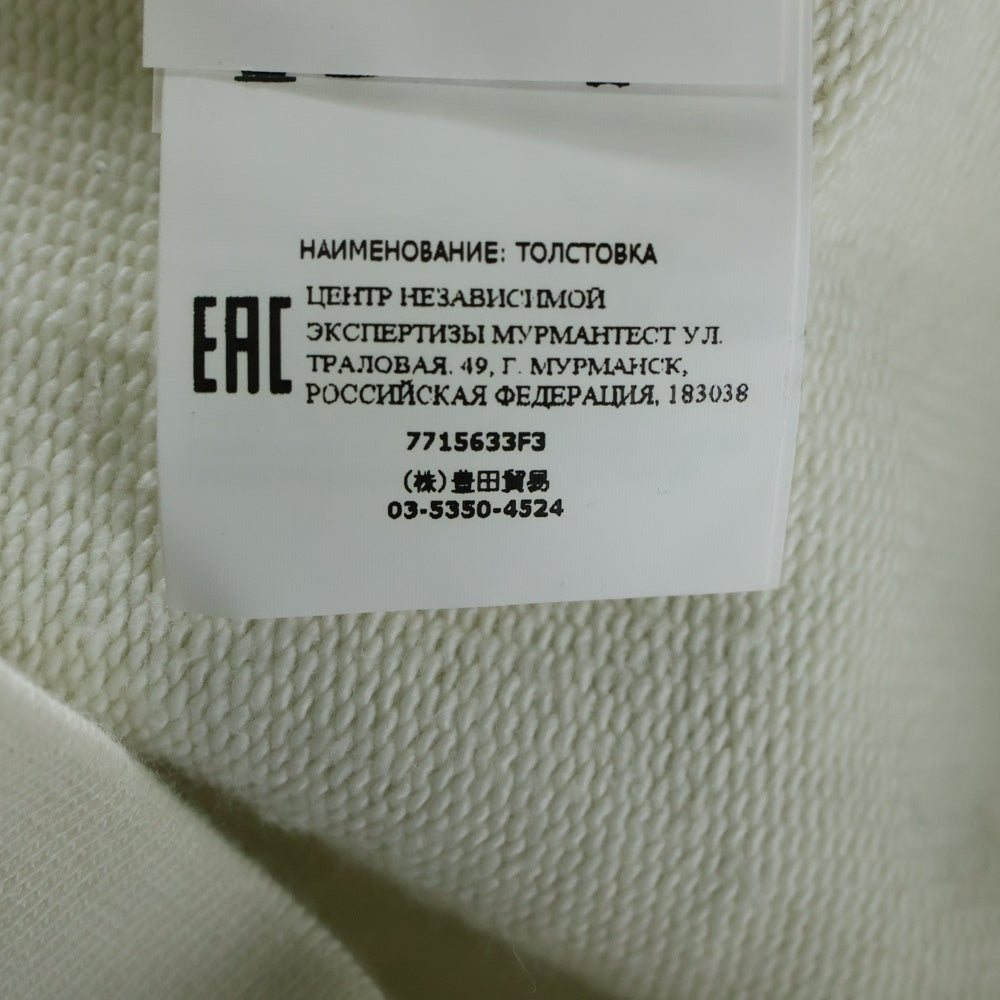 НАИМЕНОВАНИЕ: ТОЛСТОВКА
EAC
ЦЕНТР НЕЗАВИСИМОЙ
ЭКСПЕРТИЗЫ МУРМАНТЕСТ УЛ.
ТРАЛОВАЯ. 49, Г. МУРМАНСК,
РОССИЙСКАЯ ФЕДЕРАЦИЯ, 183038
7715633F3
(株)豊田貿易
03-5350-4524